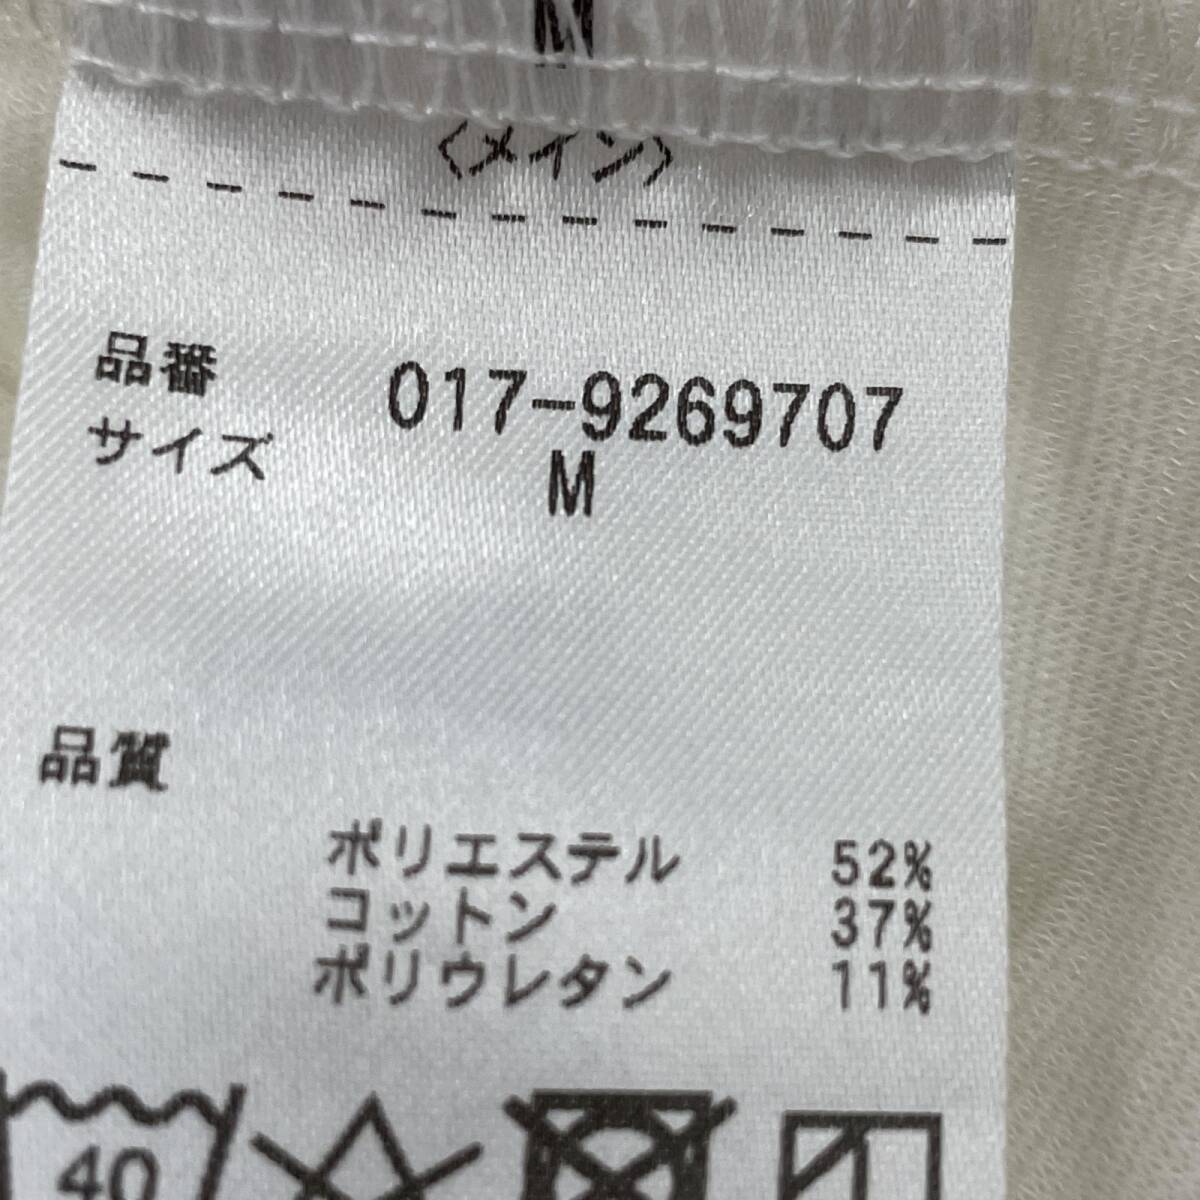 M
〈メイン〉
品番 017-9269707
サイズ M
品質
ポリエステル 52%
コットン 37%
ポリウレタン 11%
40